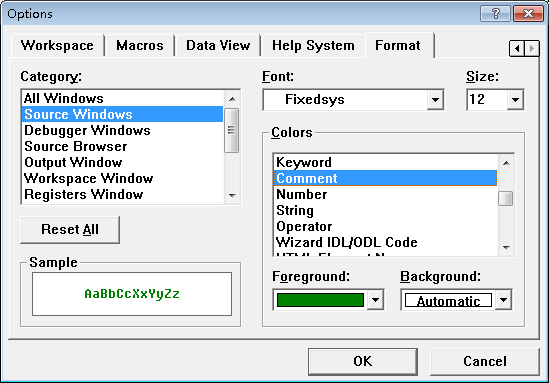 Options
Workspace
Macros
Data View
Help System
Format
Category:
All Windows
Source Windows
Debugger Windows
Source Browser
Output Window
Workspace Window
Registers Window
Reset All
Sample
AaBbCcXxYyZz
Font:
Fixedsys
Size:
12
Colors
Keyword
Comment
Number
String
Operator
Wizard IDL/ODL Code
Foreground:
Background:
Automatic
OK
Cancel